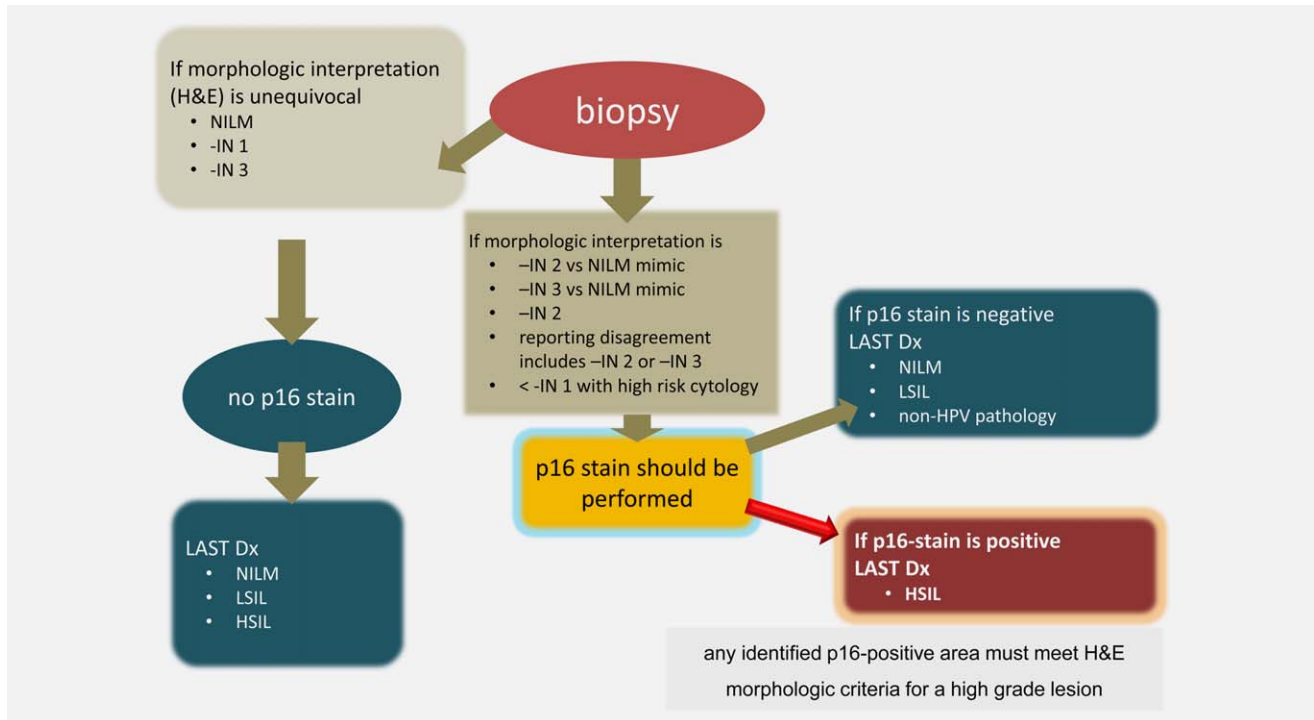 If morphologic interpretation
(H&E) is unequivocal
• NILM
• -IN 1
• -IN 3
biopsy
If morphologic interpretation is
• –IN 2 vs NILM mimic
• –IN 3 vs NILM mimic
• –IN 2
• reporting disagreement
includes –IN 2 or –IN 3
• < -IN 1 with high risk cytology
no p16 stain
LAST Dx
• NILM
• LSIL
• HSIL
p16 stain should be
performed
If p16 stain is negative
LAST Dx
• NILM
• LSIL
• non-HPV pathology
If p16-stain is positive
LAST Dx
• HSIL
any identified p16-positive area must meet H&E
morphologic criteria for a high grade lesion